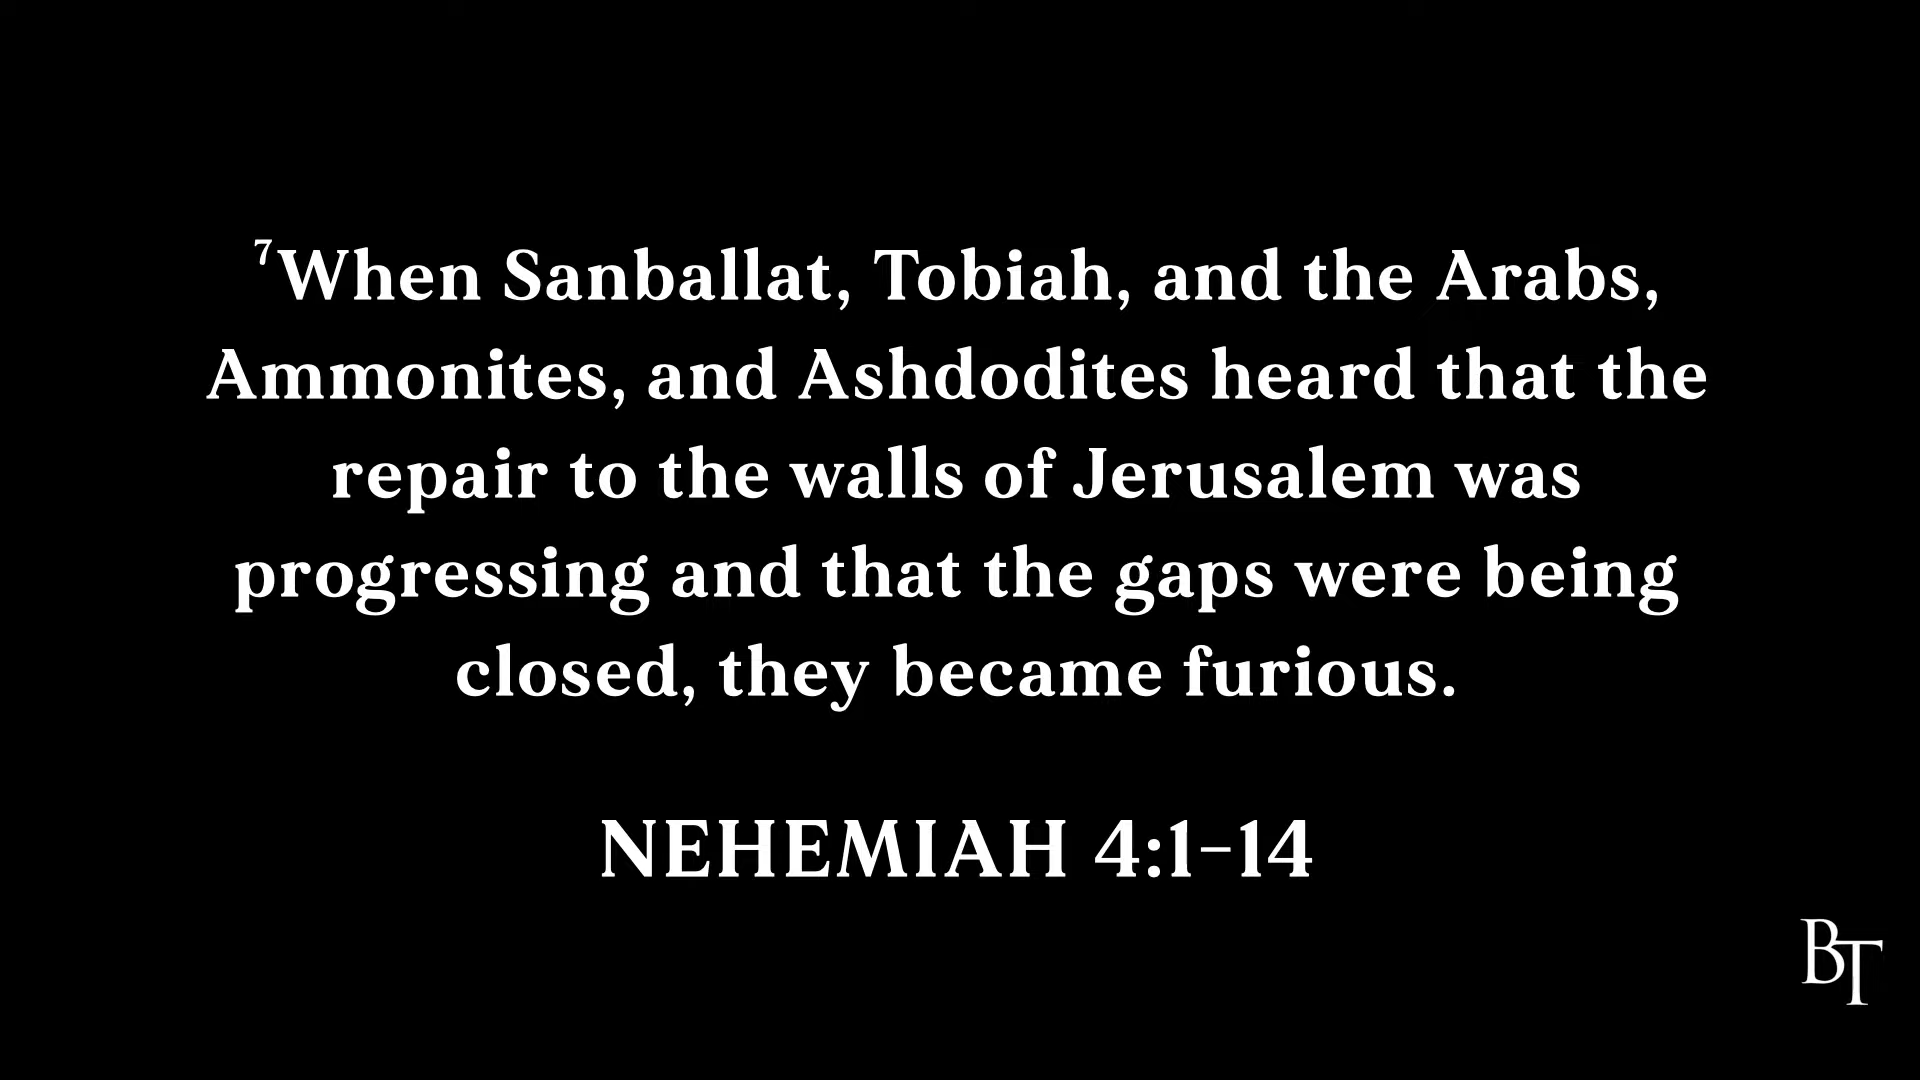 ⁷When Sanballat, Tobiah, and the Arabs,
Ammonites, and Ashdodites heard that the
repair to the walls of Jerusalem was
progressing and that the gaps were being
closed, they became furious.
NEHEMIAH 4:1–14
BT